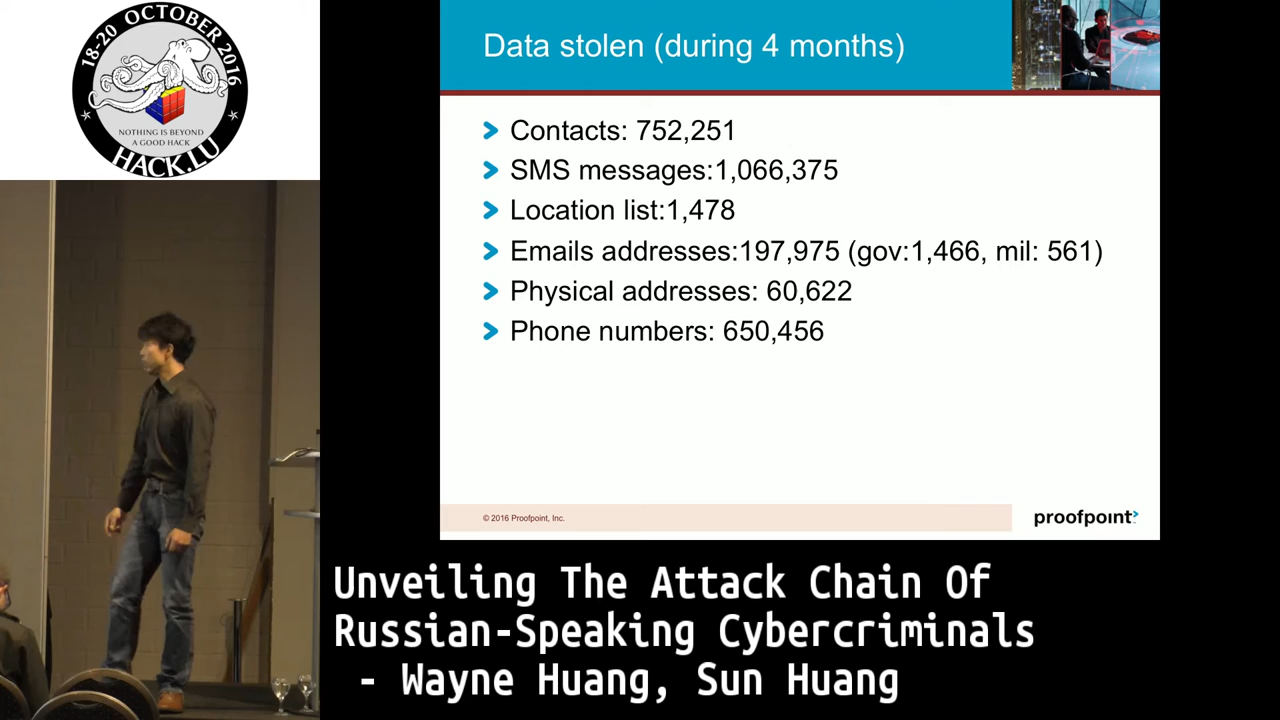 18-20 OCTOBER 2016
NOTHING IS BEYOND
A GOOD HACK
HACK.LU
Data stolen (during 4 months)
Contacts: 752,251
SMS messages:1,066,375
Location list:1,478
Emails addresses:197,975 (gov:1,466, mil: 561)
Physical addresses: 60,622
Phone numbers: 650,456
© 2016 Proofpoint, Inc.
proofpoint
Unveiling The Attack Chain Of
Russian-Speaking Cybercriminals
- Wayne Huang, Sun Huang